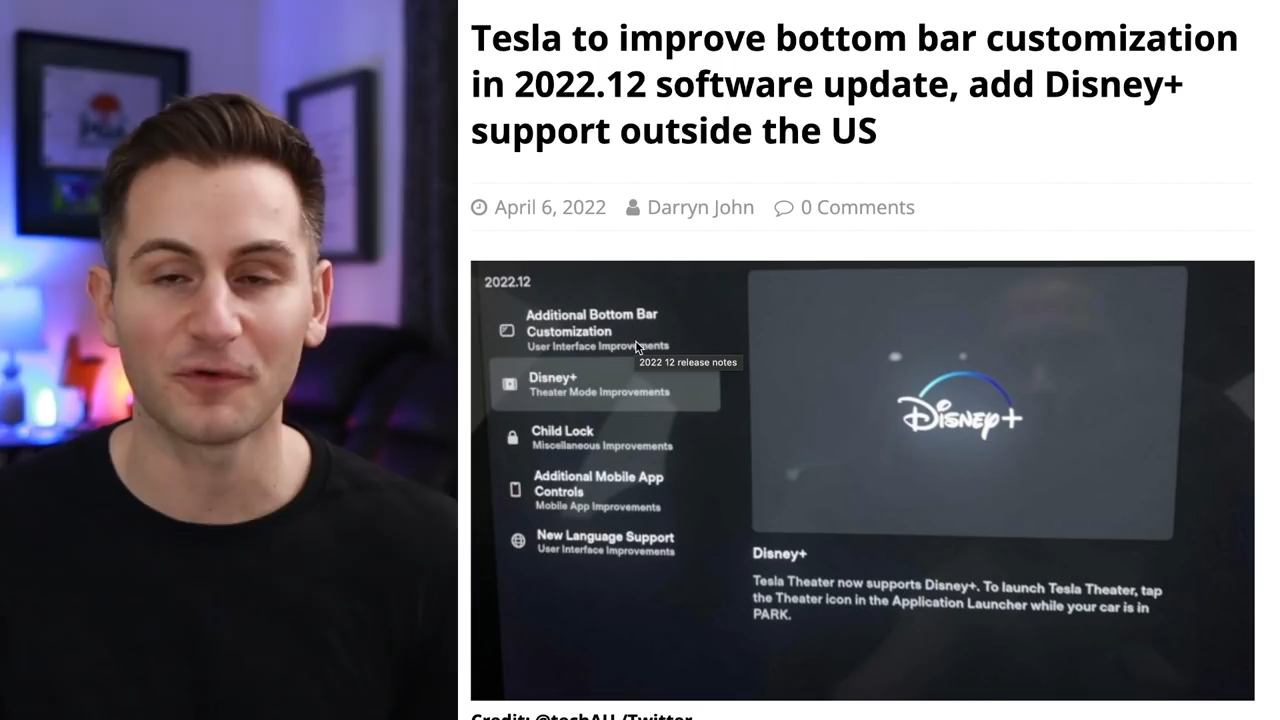 Tesla to improve bottom bar customization
in 2022.12 software update, add Disney+
support outside the US
April 6, 2022 Darryn John 0 Comments
2022.12
Additional Bottom Bar
Customization
User Interface Improvements
2022 12 release notes
Disney+
Theater Mode Improvements
Child Lock
Miscellaneous Improvements
Additional Mobile App
Controls
Mobile App Improvements
New Language Support
User Interface Improvements
Disney+
Disney+
Tesla Theater now supports Disney+. To launch Tesla Theater, tap
the Theater icon in the Application Launcher while your car is in
PARK.
Credit: @techAU/Twitter